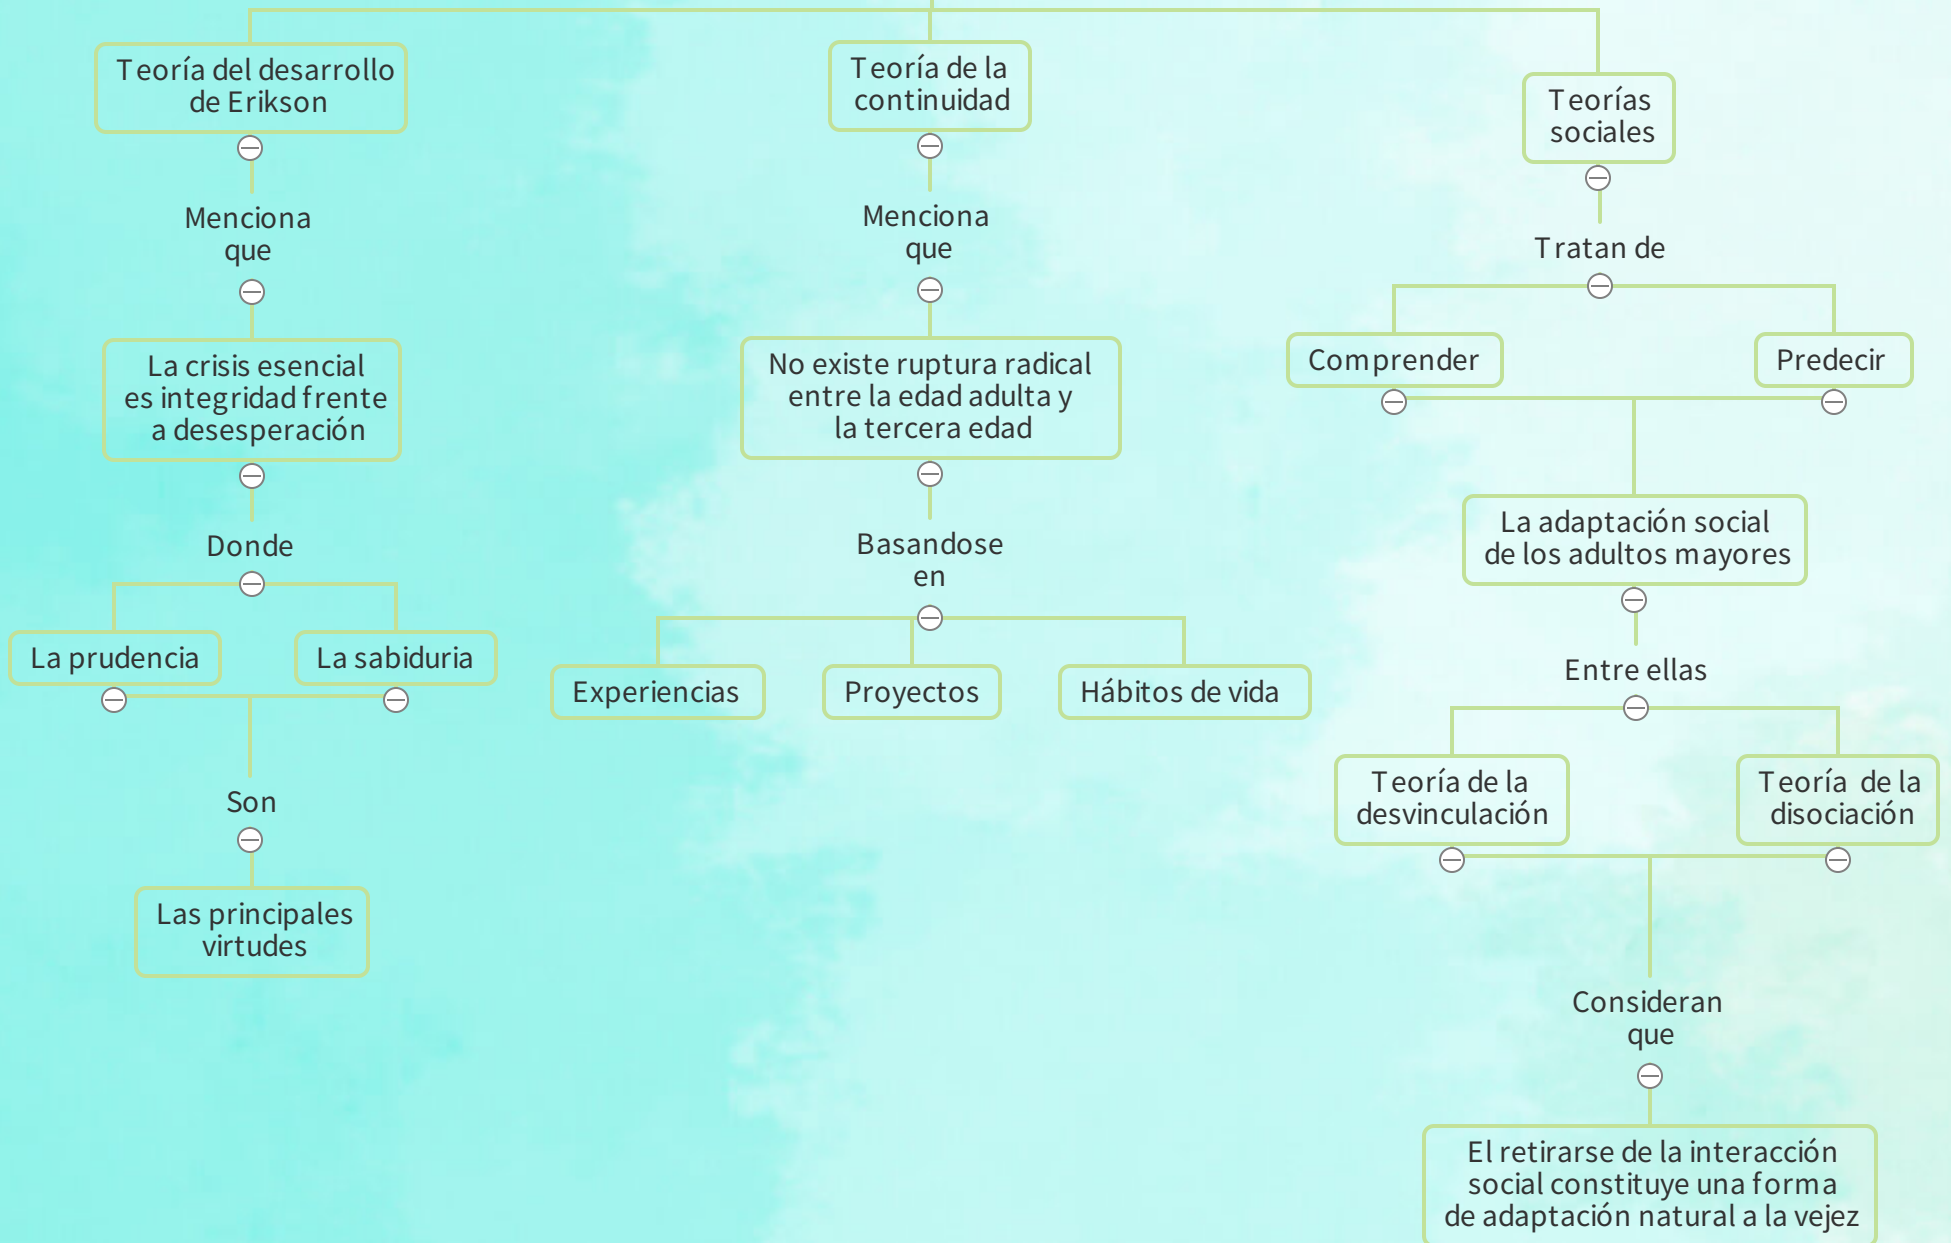 Teoría del desarrollo
de Erikson
Menciona
que
La crisis esencial
es integridad frente
a desesperación
Donde
La prudencia
La sabiduria
Son
Las principales
virtudes
Teoría de la
continuidad
Menciona
que
No existe ruptura radical
entre la edad adulta y
la tercera edad
Basandose
en
Experiencias
Proyectos
Hábitos de vida
Teorías
sociales
Tratan de
Comprender
Predecir
La adaptación social
de los adultos mayores
Entre ellas
Teoría de la
desvinculación
Teoría de la
disociación
Consideran
que
El retirarse de la interacción
social constituye una forma
de adaptación natural a la vejez